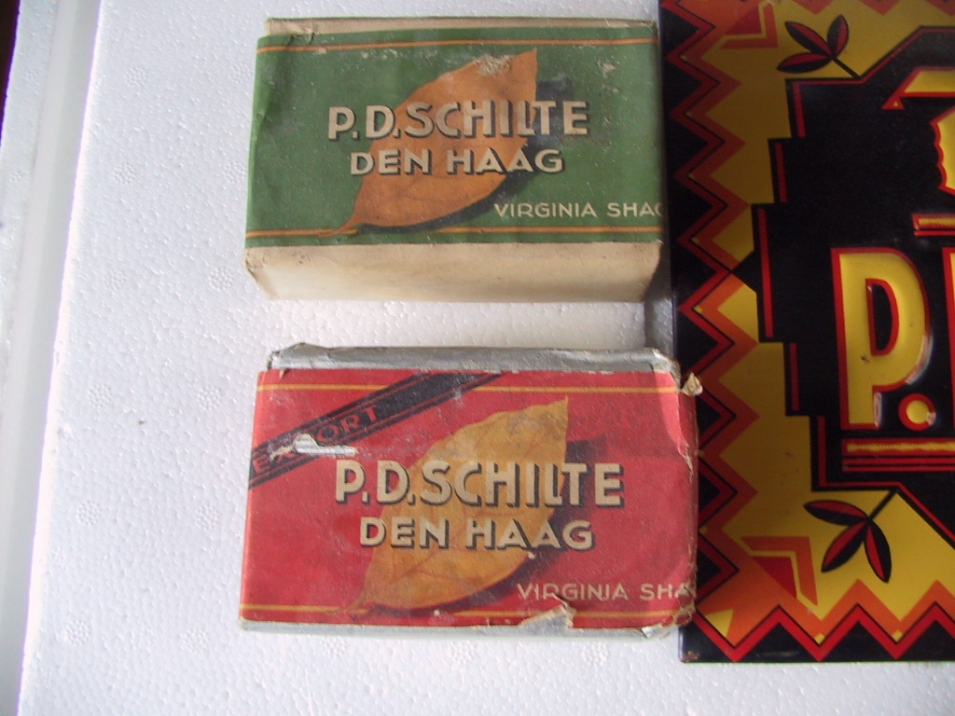 P.D.SCHILTE
DEN HAAG
VIRGINIA SHAG
EXPORT
P.D.SCHILTE
DEN HAAG
VIRGINIA SHA
P.